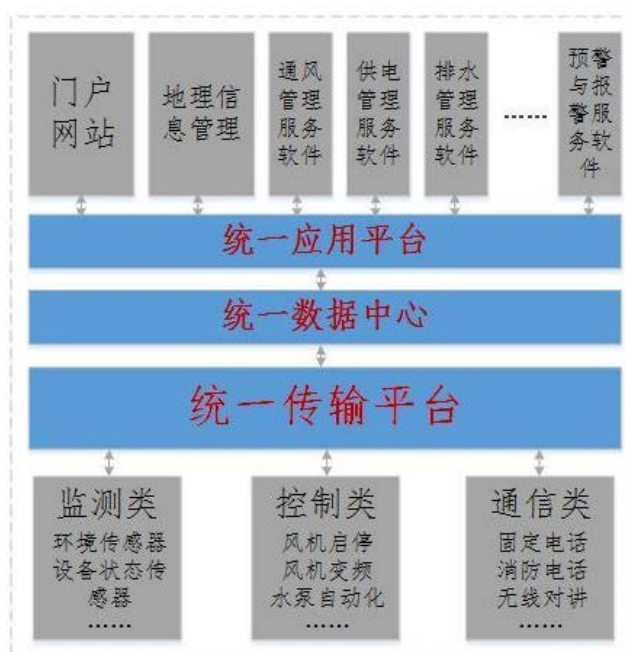 门户
网站
地理信
息管理
通风
管理
服务
软件
供电
管理
服务
软件
排水
管理
服务
软件
......
预警
与报
警服
务软
件
统一应用平台
统一数据中心
统一传输平台
监测类
环境传感器
设备状态传
感器
......
控制类
风机启停
风机变频
水泵自动化
......
通信类
固定电话
消防电话
无线对讲
......